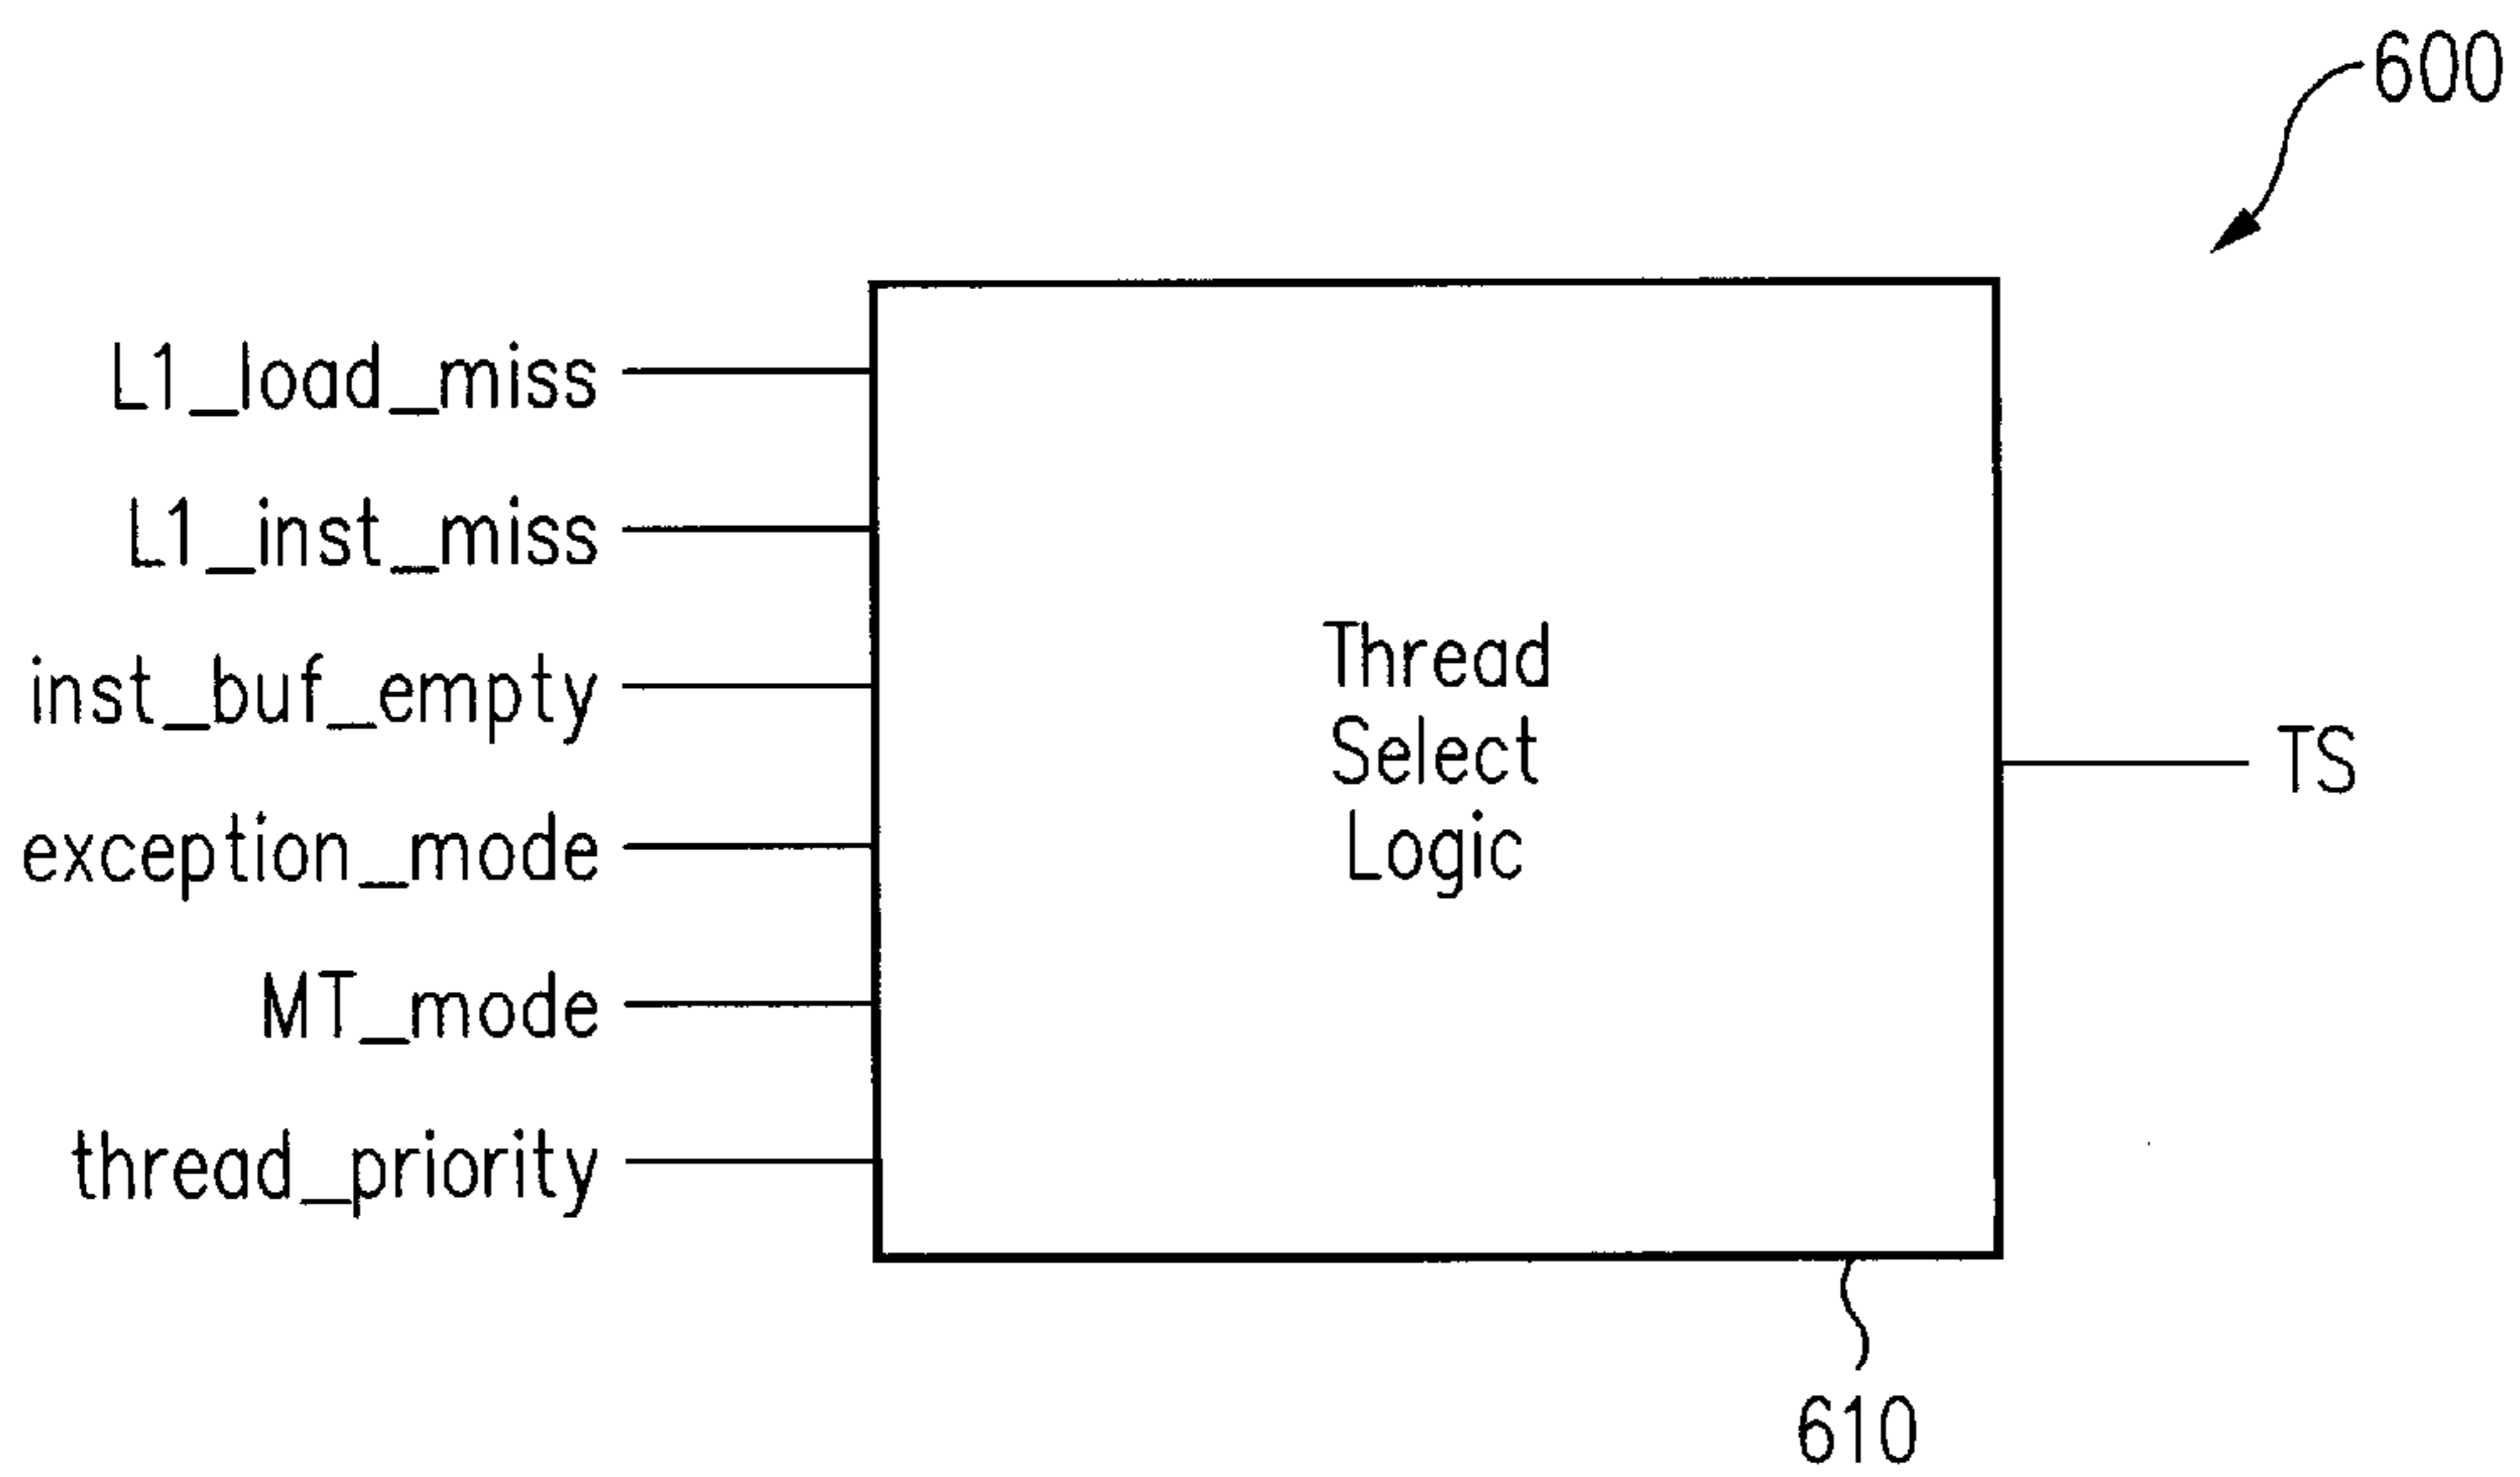 600
L1_load_miss
L1_inst_miss
inst_buf_empty
exception_mode
MT_mode
thread_priority
Thread
Select
Logic
TS
610